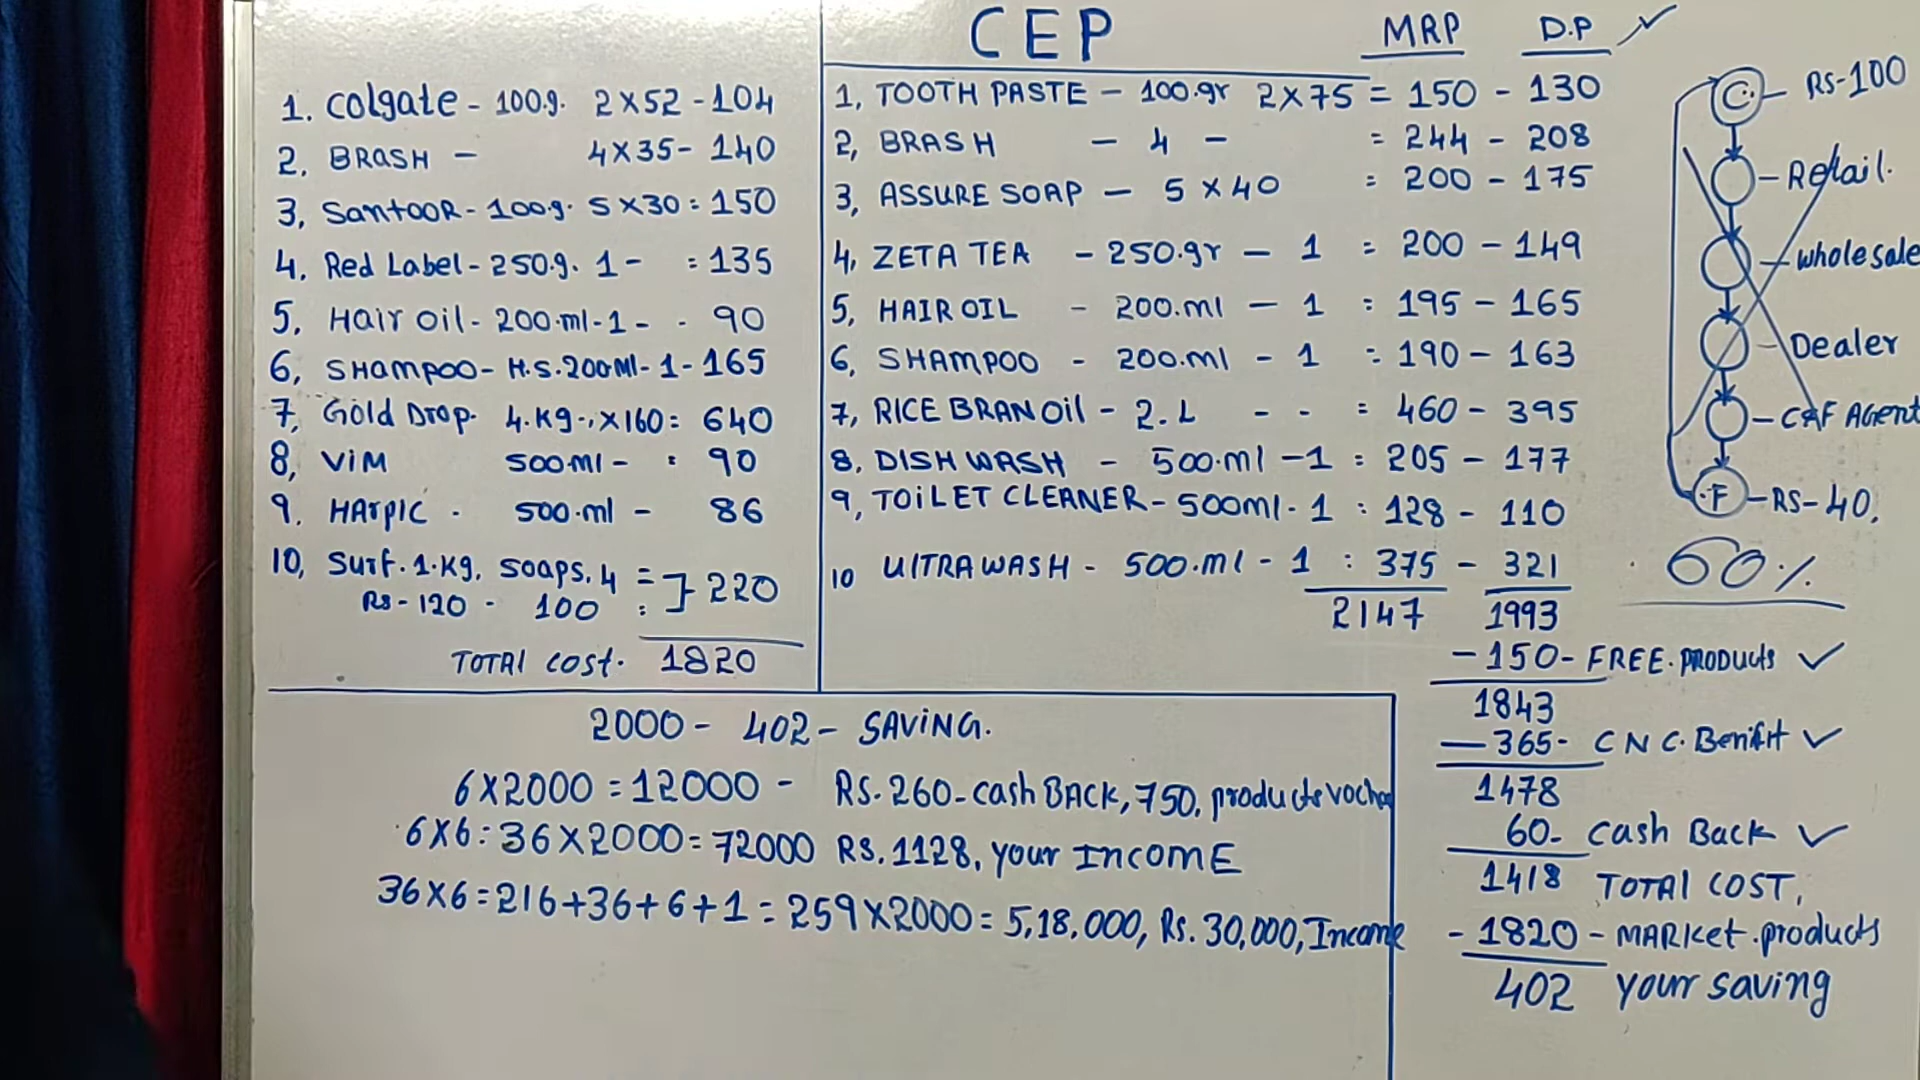 1. Colgate - 100.g. 2 X 52 - 104
2, BRASH - 4 X 35 - 140
3, SantooR - 100.g. 5 X 30 = 150
4. Red Label - 250.g. 1 - = 135
5, Hair oil - 200.ml - 1 - - 90
6, SHampoo - H.S. 200Ml - 1 - 165
7, Gold Drop. 4.Kg-, X160 = 640
8, ViM 500ml - = 90
9. HArpic . 500.ml - 86
10, Surf. 1.Kg, soaps. 4 = ] 220
Rs - 120 - 100 =
TOTAl cost. 1820
CEP
MRP D.P ✓
1, TOOTH PASTE - 100.gr 2 X 75 = 150 - 130
2, BRASH - 4 - = 244 - 208
3, ASSURE SOAP - 5 X 40 = 200 - 175
4, ZETA TEA - 250.gr - 1 = 200 - 149
5, HAIR OIL - 200.ml - 1 = 195 - 165
6, SHAMPOO - 200.ml - 1 = 190 - 163
7, RICE BRAN Oil - 2.L - - = 460 - 395
8. DISH WASH - 500.ml - 1 = 205 - 177
9, TOiLET CLEANER - 500ml - 1 = 128 - 110
10 UlTRA WASH - 500.ml - 1 : 375 - 321
2147 1993
- 150 - FREE. PRODUcts ✓
1843
- 365 - C N C. Benifit ✓
1478
60 - Cash Back ✓
1418 TOTAl COST,
- 1820 - MARKet. products
402 your saving
C - Rs-100
- Retail.
- wholesale
- Dealer
- C&F AGent
F - RS-40.
60%
2000 - 402 - SAViNG.
6 X 2000 = 12000 - Rs. 260 - cash BACK, 750, products
6 X 6 = 36 X 2000 = 72000 RS. 1128, your INCOME
36 X 6 = 216 + 36 + 6 + 1 = 259 X 2000 = 5,18,000, Rs. 30,000, Income